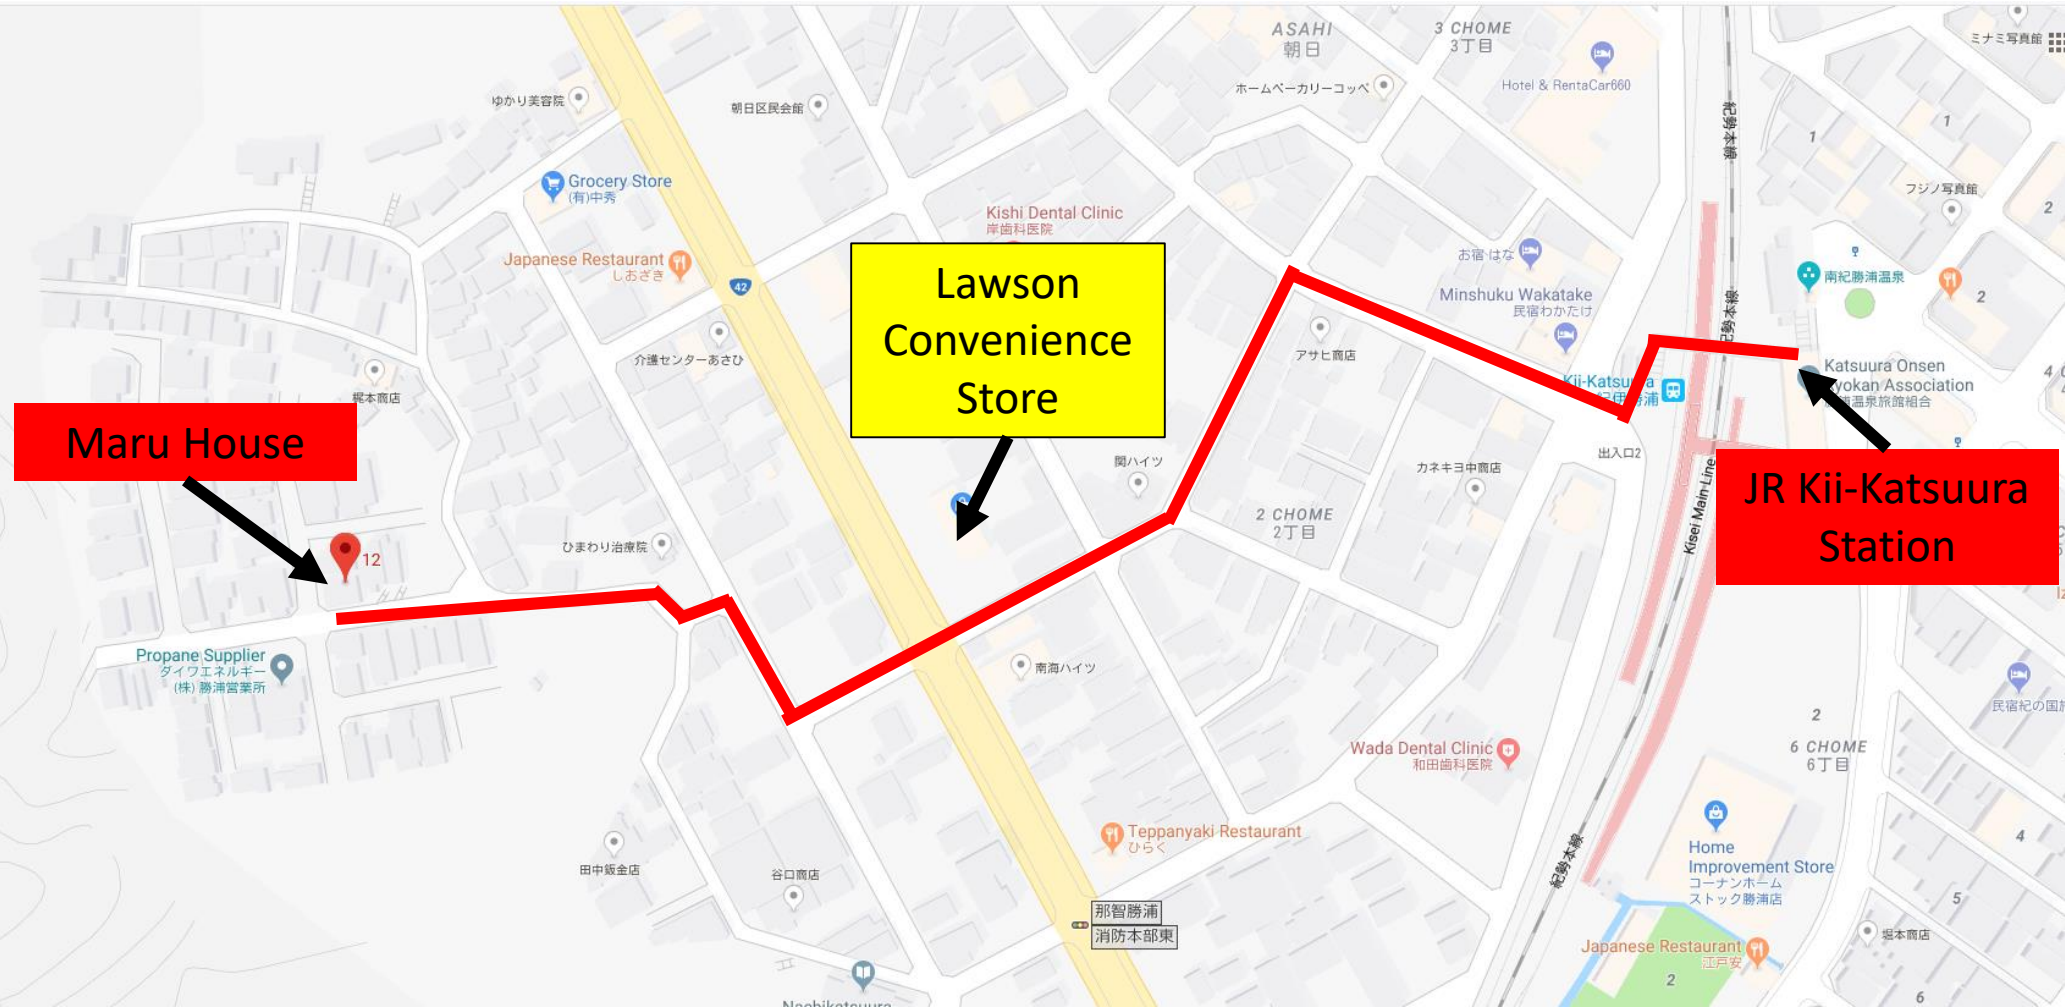 ASAHI
朝日
3 CHOME
3丁目
ミナミ写真館
Hotel & RentaCar660
ホームベーカリーコッペ
ゆかり美容院
朝日区民会館
紀勢本線
1
1
Grocery Store
(有)中秀
フジノ写真館
2
2
Kishi Dental Clinic
岸歯科医院
Japanese Restaurant
しおざき
42
お宿 はな
南紀勝浦温泉
2
Minshuku Wakatake
民宿わかたけ
Lawson
Convenience
Store
介護センターあさひ
アサヒ商店
Katsuura Onsen
勝浦温泉旅館組合
梶本商店
Maru House
関ハイツ
カネキヨ中商店
出入口2
JR Kii-Katsuura
Station
Kisei Main Line
2 CHOME
2丁目
ひまわり治療院
12
Propane Supplier
ダイワエネルギー
(株) 勝浦営業所
南海ハイツ
民宿紀の国
2
6 CHOME
6丁目
Wada Dental Clinic
和田歯科医院
Teppanyaki Restaurant
ひらく
Home
Improvement Store
コーナンホーム
ストック勝浦店
4
紀勢本線
田中鈑金店
谷口商店
5
那智勝浦
消防本部東
堀本商店
Japanese Restaurant
江戸安
2
6
Nachikatsuura